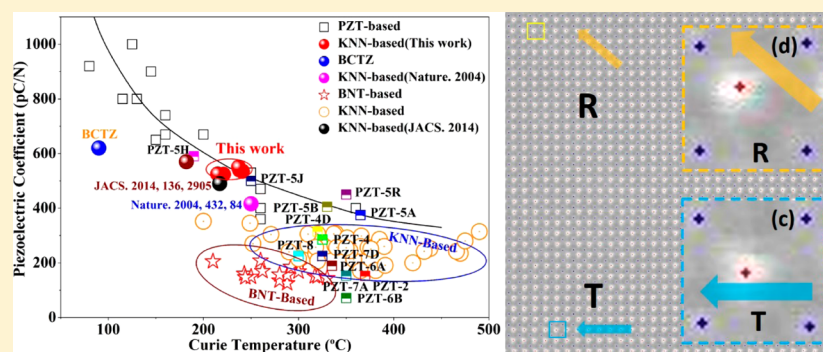 PZT-based
KNN-based(This work)
BCTZ
KNN-based(Nature. 2004)
BNT-based
KNN-based
KNN-based(JACS. 2014)
1000
800
600
400
200
0
Piezoelectric Coefficient (pC/N)
BCTZ
PZT-5H
This work
JACS. 2014, 136, 2905
PZT-5J
Nature. 2004, 432, 84
PZT-5B
PZT-5R
PZT-4D
PZT-5A
PZT-8
PZT-4
KNN-Based
PZT-7D
PZT-6A
BNT-Based
PZT-7A
PZT-2
PZT-6B
100
200
300
400
500
Curie Temperature (ºC)
R
(d)
R
T
(c)
T